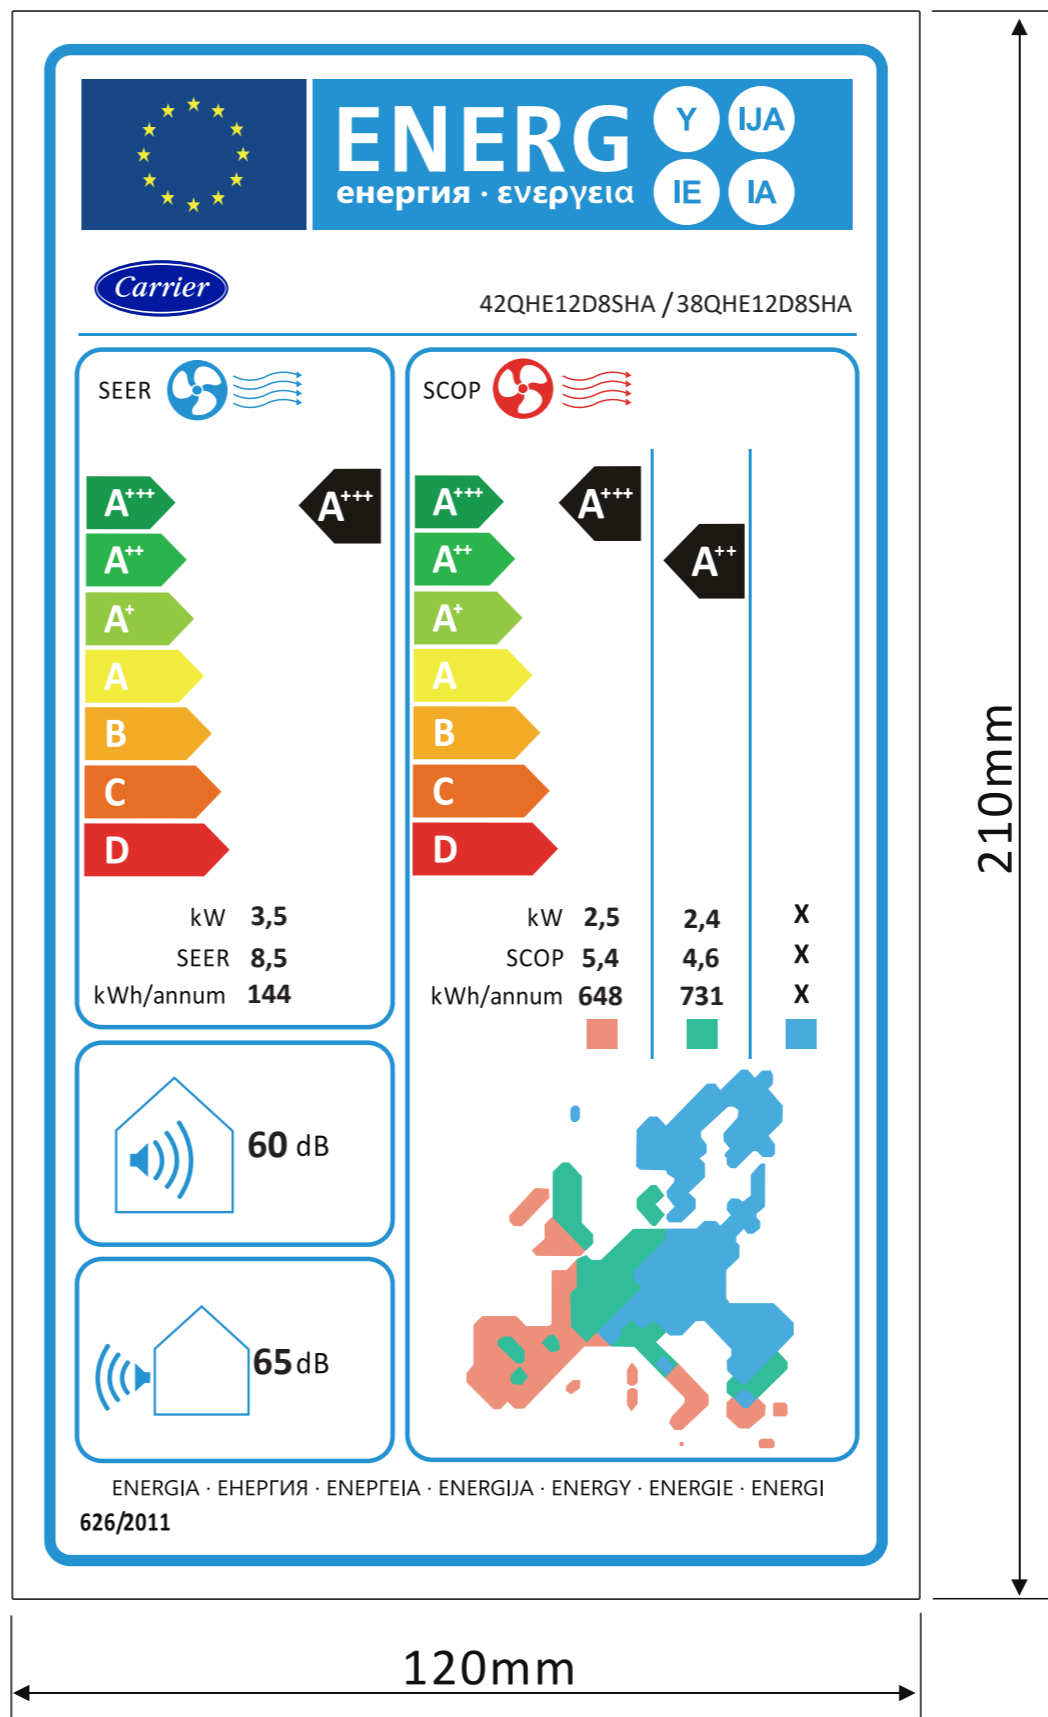 ENERG Y IJA
енергия · ενεργεια IE IA
Carrier
42QHE12D8SHA / 38QHE12D8SHA
SEER
A+++
A++
A+
A
B
C
D
A+++
kW 3,5
SEER 8,5
kWh/annum 144
SCOP
A+++
A++
A+
A
B
C
D
A+++
A++
kW 2,5 2,4 X
SCOP 5,4 4,6 X
kWh/annum 648 731 X
60 dB
65 dB
ENERGIA · ЕНЕРГИЯ · ΕΝΕΡΓΕΙΑ · ENERGIJA · ENERGY · ENERGIE · ENERGI
626/2011
210mm
120mm